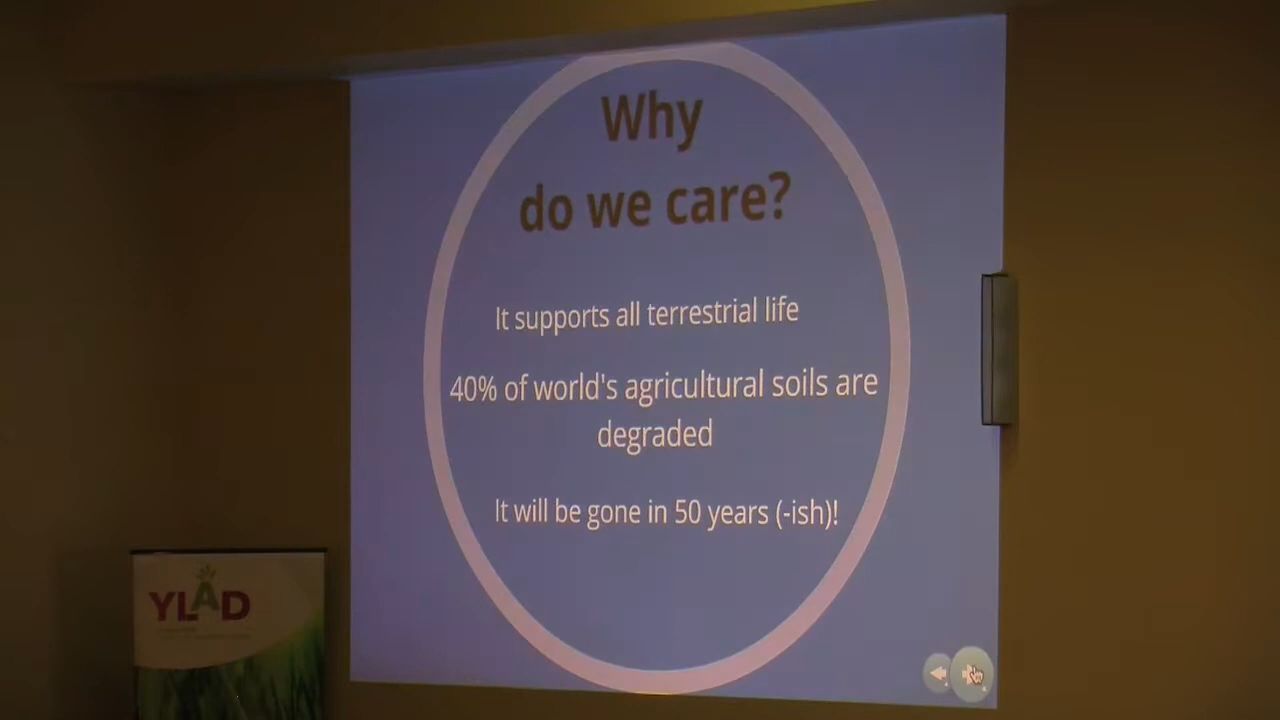 Why
do we care?
It supports all terrestrial life
40% of world's agricultural soils are
degraded
It will be gone in 50 years (-ish)!
YLAD